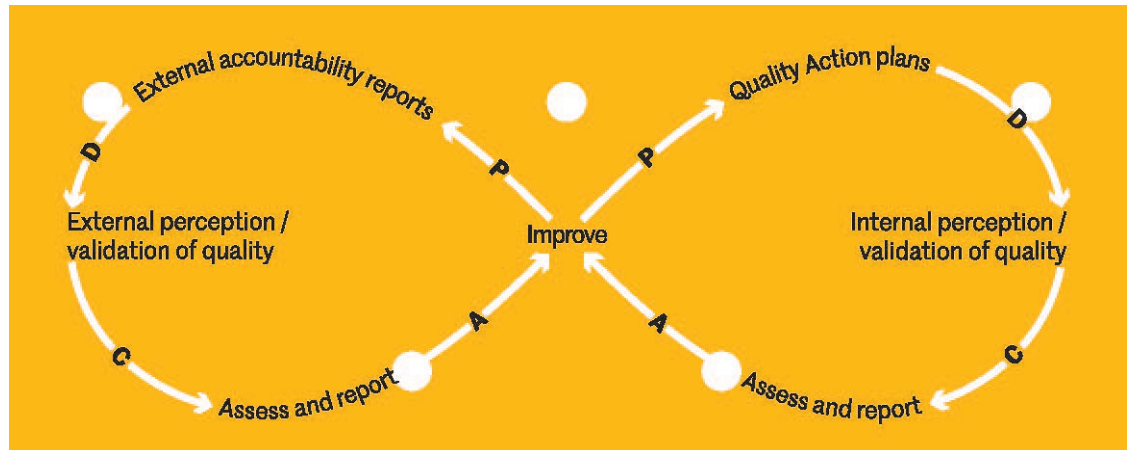 External accountability reports
Quality Action plans
D
P
P
D
External perception /
validation of quality
Improve
Internal perception /
validation of quality
C
A
A
C
Assess and report
Assess and report